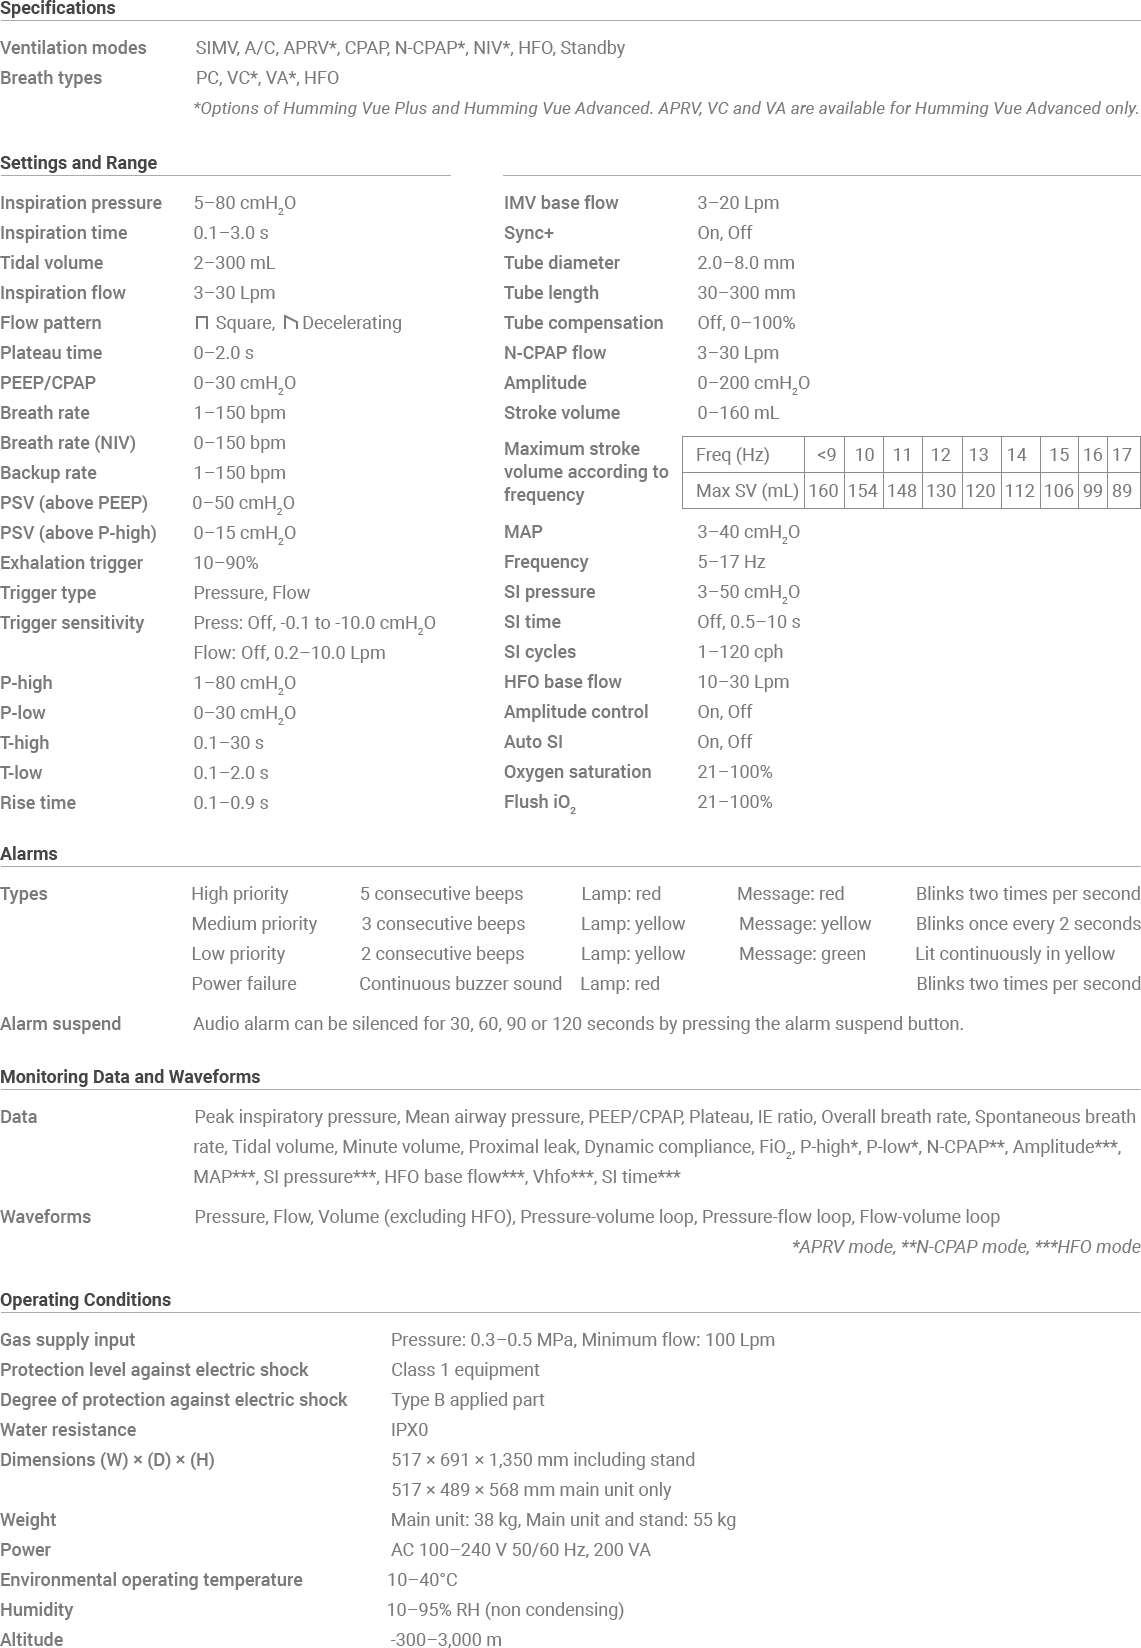 Specifications
Ventilation modes SIMV, A/C, APRV*, CPAP, N-CPAP*, NIV*, HFO, Standby
Breath types PC, VC*, VA*, HFO
*Options of Humming Vue Plus and Humming Vue Advanced. APRV, VC and VA are available for Humming Vue Advanced only.
Settings and Range
Inspiration pressure 5–80 cmH2O
Inspiration time 0.1–3.0 s
Tidal volume 2–300 mL
Inspiration flow 3–30 Lpm
Flow pattern Square, Decelerating
Plateau time 0–2.0 s
PEEP/CPAP 0–30 cmH2O
Breath rate 1–150 bpm
Breath rate (NIV) 0–150 bpm
Backup rate 1–150 bpm
PSV (above PEEP) 0–50 cmH2O
PSV (above P-high) 0–15 cmH2O
Exhalation trigger 10–90%
Trigger type Pressure, Flow
Trigger sensitivity Press: Off, -0.1 to -10.0 cmH2O
Flow: Off, 0.2–10.0 Lpm
P-high 1–80 cmH2O
P-low 0–30 cmH2O
T-high 0.1–30 s
T-low 0.1–2.0 s
Rise time 0.1–0.9 s
IMV base flow 3–20 Lpm
Sync+ On, Off
Tube diameter 2.0–8.0 mm
Tube length 30–300 mm
Tube compensation Off, 0–100%
N-CPAP flow 3–30 Lpm
Amplitude 0–200 cmH2O
Stroke volume 0–160 mL
Maximum stroke
volume according to
frequency
Freq (Hz) <9 10 11 12 13 14 15 16 17
Max SV (mL) 160 154 148 130 120 112 106 99 89
MAP 3–40 cmH2O
Frequency 5–17 Hz
SI pressure 3–50 cmH2O
SI time Off, 0.5–10 s
SI cycles 1–120 cph
HFO base flow 10–30 Lpm
Amplitude control On, Off
Auto SI On, Off
Oxygen saturation 21–100%
Flush iO2 21–100%
Alarms
Types High priority 5 consecutive beeps Lamp: red Message: red Blinks two times per second
Medium priority 3 consecutive beeps Lamp: yellow Message: yellow Blinks once every 2 seconds
Low priority 2 consecutive beeps Lamp: yellow Message: green Lit continuously in yellow
Power failure Continuous buzzer sound Lamp: red Blinks two times per second
Alarm suspend Audio alarm can be silenced for 30, 60, 90 or 120 seconds by pressing the alarm suspend button.
Monitoring Data and Waveforms
Data Peak inspiratory pressure, Mean airway pressure, PEEP/CPAP, Plateau, IE ratio, Overall breath rate, Spontaneous breath
rate, Tidal volume, Minute volume, Proximal leak, Dynamic compliance, FiO2, P-high*, P-low*, N-CPAP**, Amplitude***,
MAP***, SI pressure***, HFO base flow***, Vhfo***, SI time***
Waveforms Pressure, Flow, Volume (excluding HFO), Pressure-volume loop, Pressure-flow loop, Flow-volume loop
*APRV mode, **N-CPAP mode, ***HFO mode
Operating Conditions
Gas supply input Pressure: 0.3–0.5 MPa, Minimum flow: 100 Lpm
Protection level against electric shock Class 1 equipment
Degree of protection against electric shock Type B applied part
Water resistance IPX0
Dimensions (W) × (D) × (H) 517 × 691 × 1,350 mm including stand
517 × 489 × 568 mm main unit only
Weight Main unit: 38 kg, Main unit and stand: 55 kg
Power AC 100–240 V 50/60 Hz, 200 VA
Environmental operating temperature 10–40°C
Humidity 10–95% RH (non condensing)
Altitude -300–3,000 m